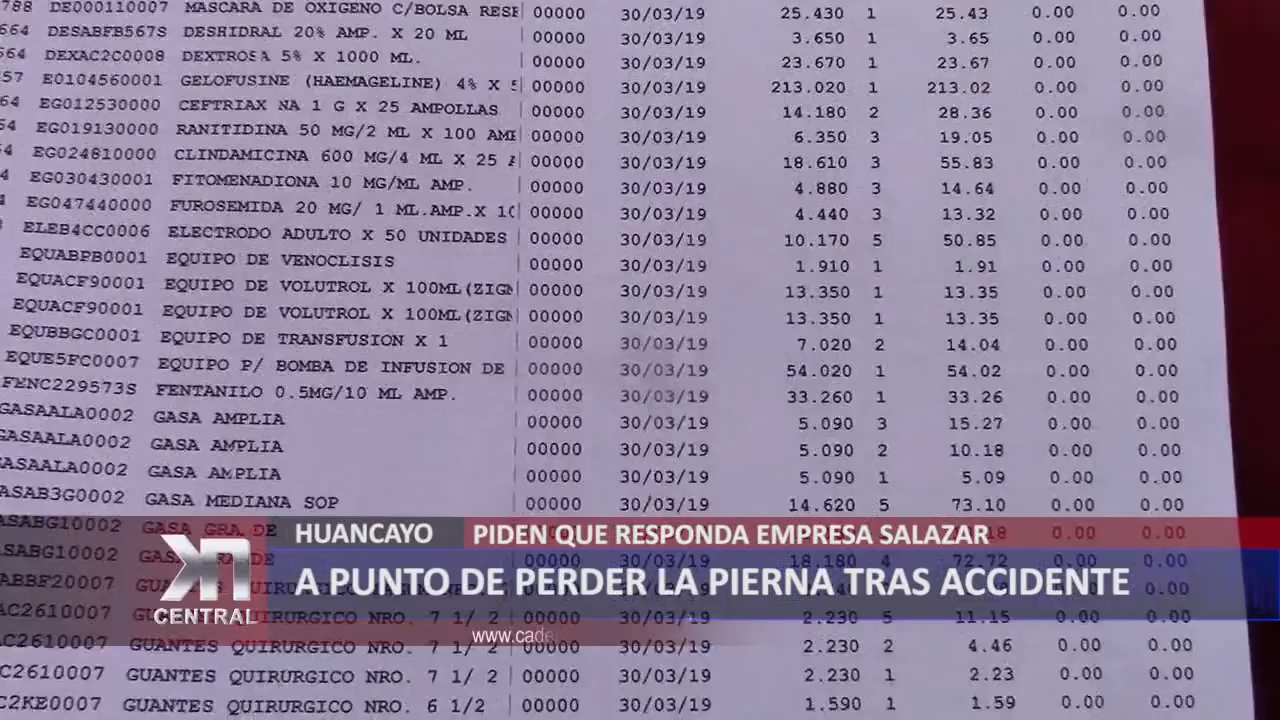 788 DE000110007 MASCARA DE OXIGENO C/BOLSA RESE 00000 30/03/19 25.430 1 25.43 0.00 0.00
564 DESABFB567S DESHIDRAL 20% AMP. X 20 ML 00000 30/03/19 3.650 1 3.65 0.00 0.00
664 DEXAC2C0008 DEXTROSA 5% X 1000 ML. 00000 30/03/19 23.670 1 23.67 0.00 0.00
57 E0104560001 GELOFUSINE (HAEMAGELINE) 4% X 5 00000 30/03/19 213.020 1 213.02 0.00 0.00
64 EG012530000 CEFTRIAX NA 1 G X 25 AMPOLLAS 00000 30/03/19 14.180 2 28.36 0.00 0.00
54 EG019130000 RANITIDINA 50 MG/2 ML X 100 AMP 00000 30/03/19 6.350 3 19.05 0.00 0.00
4 EG024810000 CLINDAMICINA 600 MG/4 ML X 25 A 00000 30/03/19 18.610 3 55.83 0.00 0.00
4 EG030430001 FITOMENADIONA 10 MG/ML AMP. 00000 30/03/19 4.880 3 14.64 0.00 0.00
EG047440000 FUROSEMIDA 20 MG/ 1 ML.AMP.X 10 00000 30/03/19 4.440 3 13.32 0.00 0.00
ELEB4CC0006 ELECTRODO ADULTO X 50 UNIDADES 00000 30/03/19 10.170 5 50.85 0.00 0.00
EQUABPB0001 EQUIPO DE VENOCLISIS 00000 30/03/19 1.910 1 1.91 0.00 0.00
EQUACF90001 EQUIPO DE VOLUTROL X 100ML(ZIGN 00000 30/03/19 13.350 1 13.35 0.00 0.00
EQUACF90001 EQUIPO DE VOLUTROL X 100ML(ZIGN 00000 30/03/19 13.350 1 13.35 0.00 0.00
EQUBBGC0001 EQUIPO DE TRANSFUSION X 1 00000 30/03/19 7.020 2 14.04 0.00 0.00
EQUE5FC0007 EQUIPO P/ BOMBA DE INFUSION DE 00000 30/03/19 54.020 1 54.02 0.00 0.00
FENC229573S FENTANILO 0.5MG/10 ML AMP. 00000 30/03/19 33.260 1 33.26 0.00 0.00
GASAALA0002 GASA AMPLIA 00000 30/03/19 5.090 3 15.27 0.00 0.00
GASAALA0002 GASA AMPLIA 00000 30/03/19 5.090 2 10.18 0.00 0.00
GASAALA0002 GASA AMPLIA 00000 30/03/19 5.090 1 5.09 0.00 0.00
ASAB3G0002 GASA MEDIANA SOP 00000 30/03/19 14.620 5 73.10 0.00 0.00
ASABG10002 GASA 0.00 0.00
HUANCAYO PIDEN QUE RESPONDA EMPRESA SALAZAR
SABG10002 GASA 18.180 4 72.72 0.00 0.00
A PUNTO DE PERDER LA PIERNA TRAS ACCIDENTE
ABBF20007 0.00 0.00
CENTRAL
AC2610007 QUIRURGICO NRO. 7 1/ 2 00000 30/03/19 2.230 5 11.15 0.00 0.00
www.cade
AC2610007 GUANTES QUIRURGICO NRO. 7 1/ 2 00000 30/03/19 2.230 2 4.46 0.00 0.00
C2610007 GUANTES QUIRURGICO NRO. 7 1/ 2 00000 30/03/19 2.230 1 2.23 0.00 0.00
C2KE0007 GUANTES QUIRURGICO NRO. 6 1/2 00000 30/03/19 1.590 1 1.59 0.00 0.00